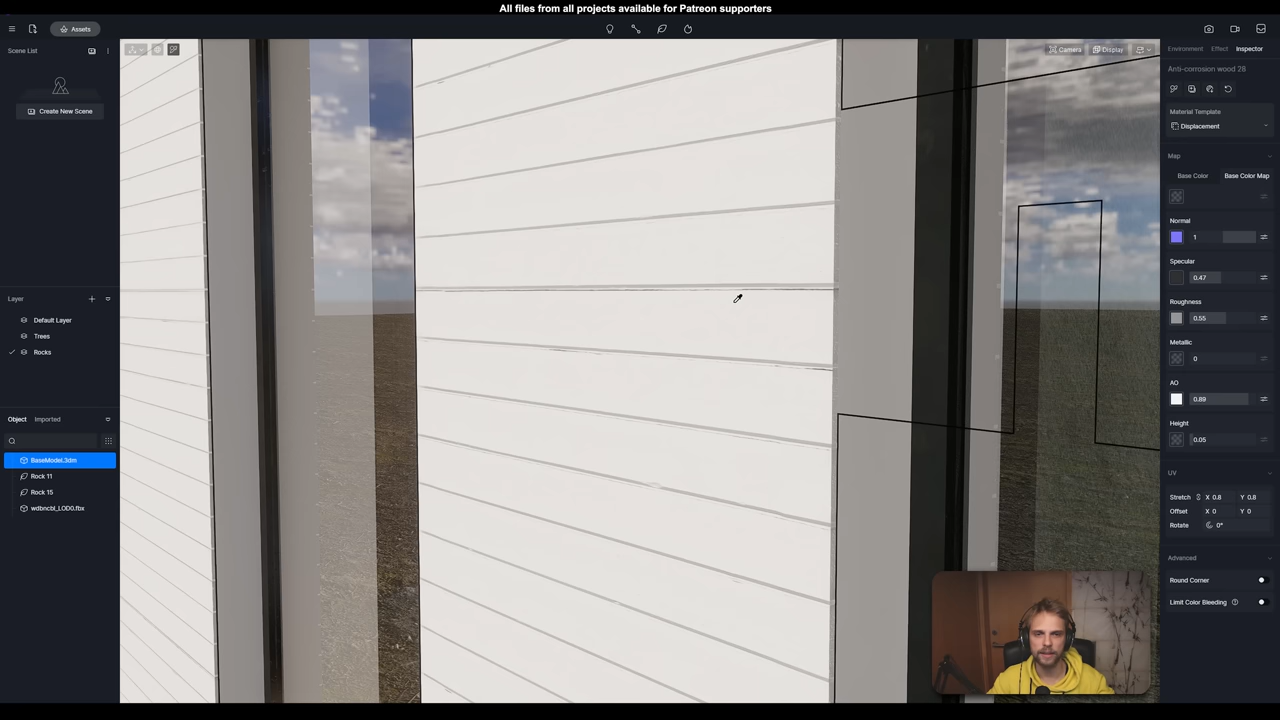 All files from all projects available for Patreon supporters
Assets
Scene List
Create New Scene
Layer
Default Layer
Trees
Rocks
Object
Imported
BaseModel.3dm
Rock 11
Rock 15
wdbncbl_LOD0.fbx
Camera
Display
Environment
Effect
Inspector
Anti-corrosion wood 28
Material Template
Displacement
Map
Base Color
Base Color Map
Normal
1
Specular
0.47
Roughness
0.55
Metallic
0
AO
0.89
Height
0.05
UV
Stretch
X 0.8
Y 0.8
Offset
X 0
Y 0
Rotate
0°
Advanced
Round Corner
Limit Color Bleeding